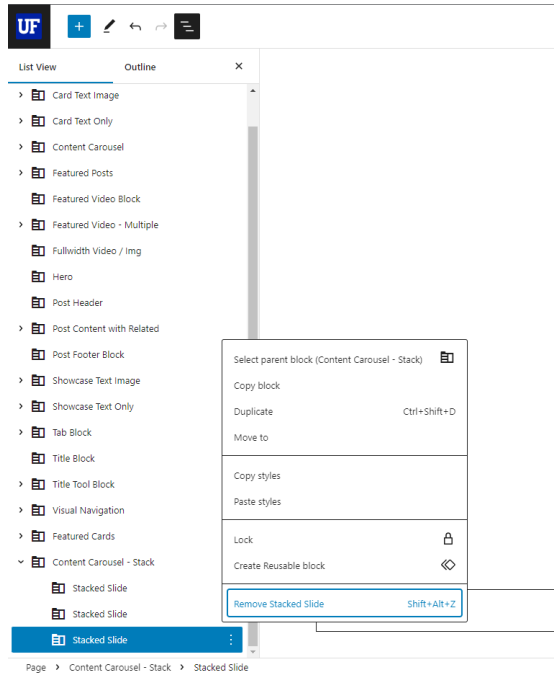 UF
List View Outline
Card Text Image
Card Text Only
Content Carousel
Featured Posts
Featured Video Block
Featured Video - Multiple
Fullwidth Video / Img
Hero
Post Header
Post Content with Related
Post Footer Block
Showcase Text Image
Showcase Text Only
Tab Block
Title Block
Title Tool Block
Visual Navigation
Featured Cards
Content Carousel - Stack
Stacked Slide
Stacked Slide
Stacked Slide
Select parent block (Content Carousel - Stack)
Copy block
Duplicate Ctrl+Shift+D
Move to
Copy styles
Paste styles
Lock
Create Reusable block
Remove Stacked Slide Shift+Alt+Z
Page > Content Carousel - Stack > Stacked Slide